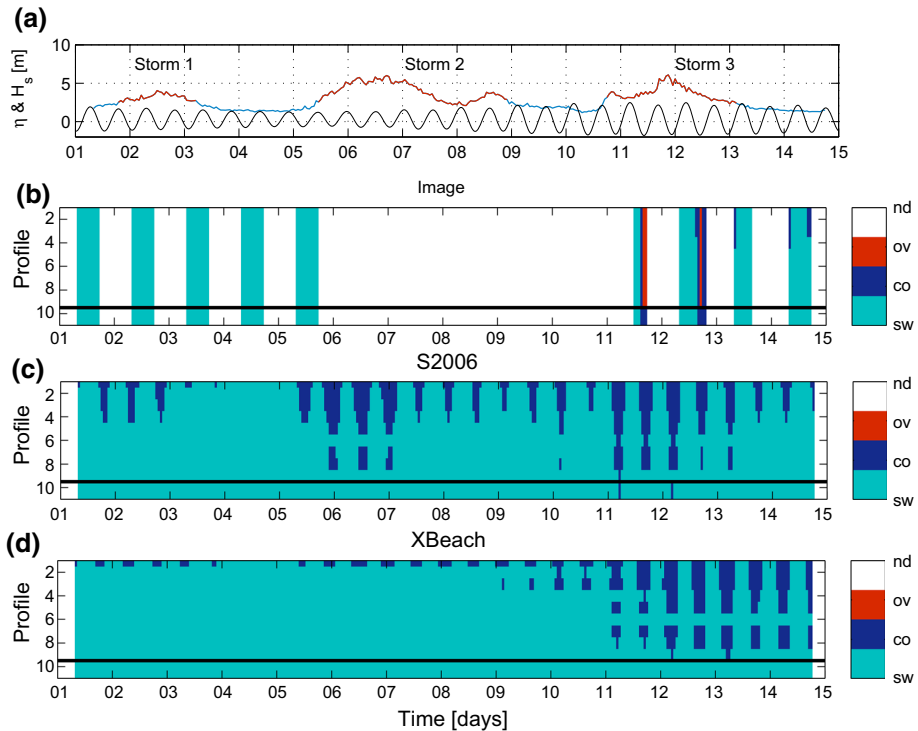 (a)
η & Hs [m]
10
5
0
Storm 1 Storm 2 Storm 3
01 02 03 04 05 06 07 08 09 10 11 12 13 14 15
(b)
Image
Profile
2
4
6
8
10
01 02 03 04 05 06 07 08 09 10 11 12 13 14 15
nd
ov
co
sw
(c)
S2006
Profile
2
4
6
8
10
01 02 03 04 05 06 07 08 09 10 11 12 13 14 15
nd
ov
co
sw
(d)
XBeach
Profile
2
4
6
8
10
01 02 03 04 05 06 07 08 09 10 11 12 13 14 15
nd
ov
co
sw
Time [days]